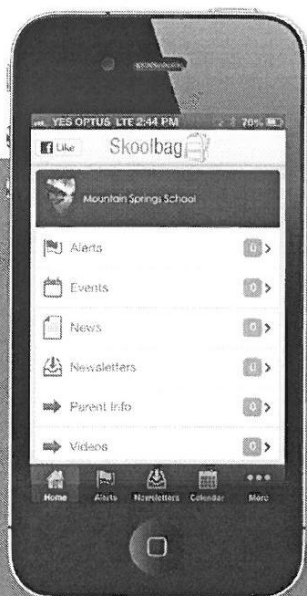 YES OPTUS LTE 2:44 PM 70%
f Like Skoolbag
Mountain Springs School
Alerts 0
Events 0
News 0
Newsletters 0
Parent Info 0
Videos 0
Home Alerts Newsletters Calendar More